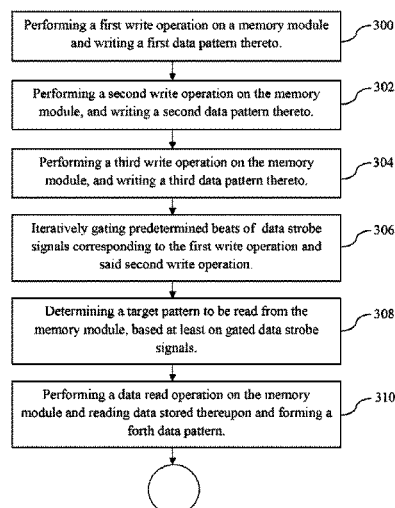 Performing a first write operation on a memory module
and writing a first data pattern thereto.
300
Performing a second write operation on the memory
module, and writing a second data pattern thereto.
302
Performing a third write operation on the memory
module, and writing a third data pattern thereto.
304
Iteratively gating predetermined beats of data strobe
signals corresponding to the first write operation and
said second write operation.
306
Determining a target pattern to be read from the
memory module, based at least on gated data strobe
signals.
308
Performing a data read operation on the memory
module and reading data stored thereupon and forming a
forth data pattern.
310